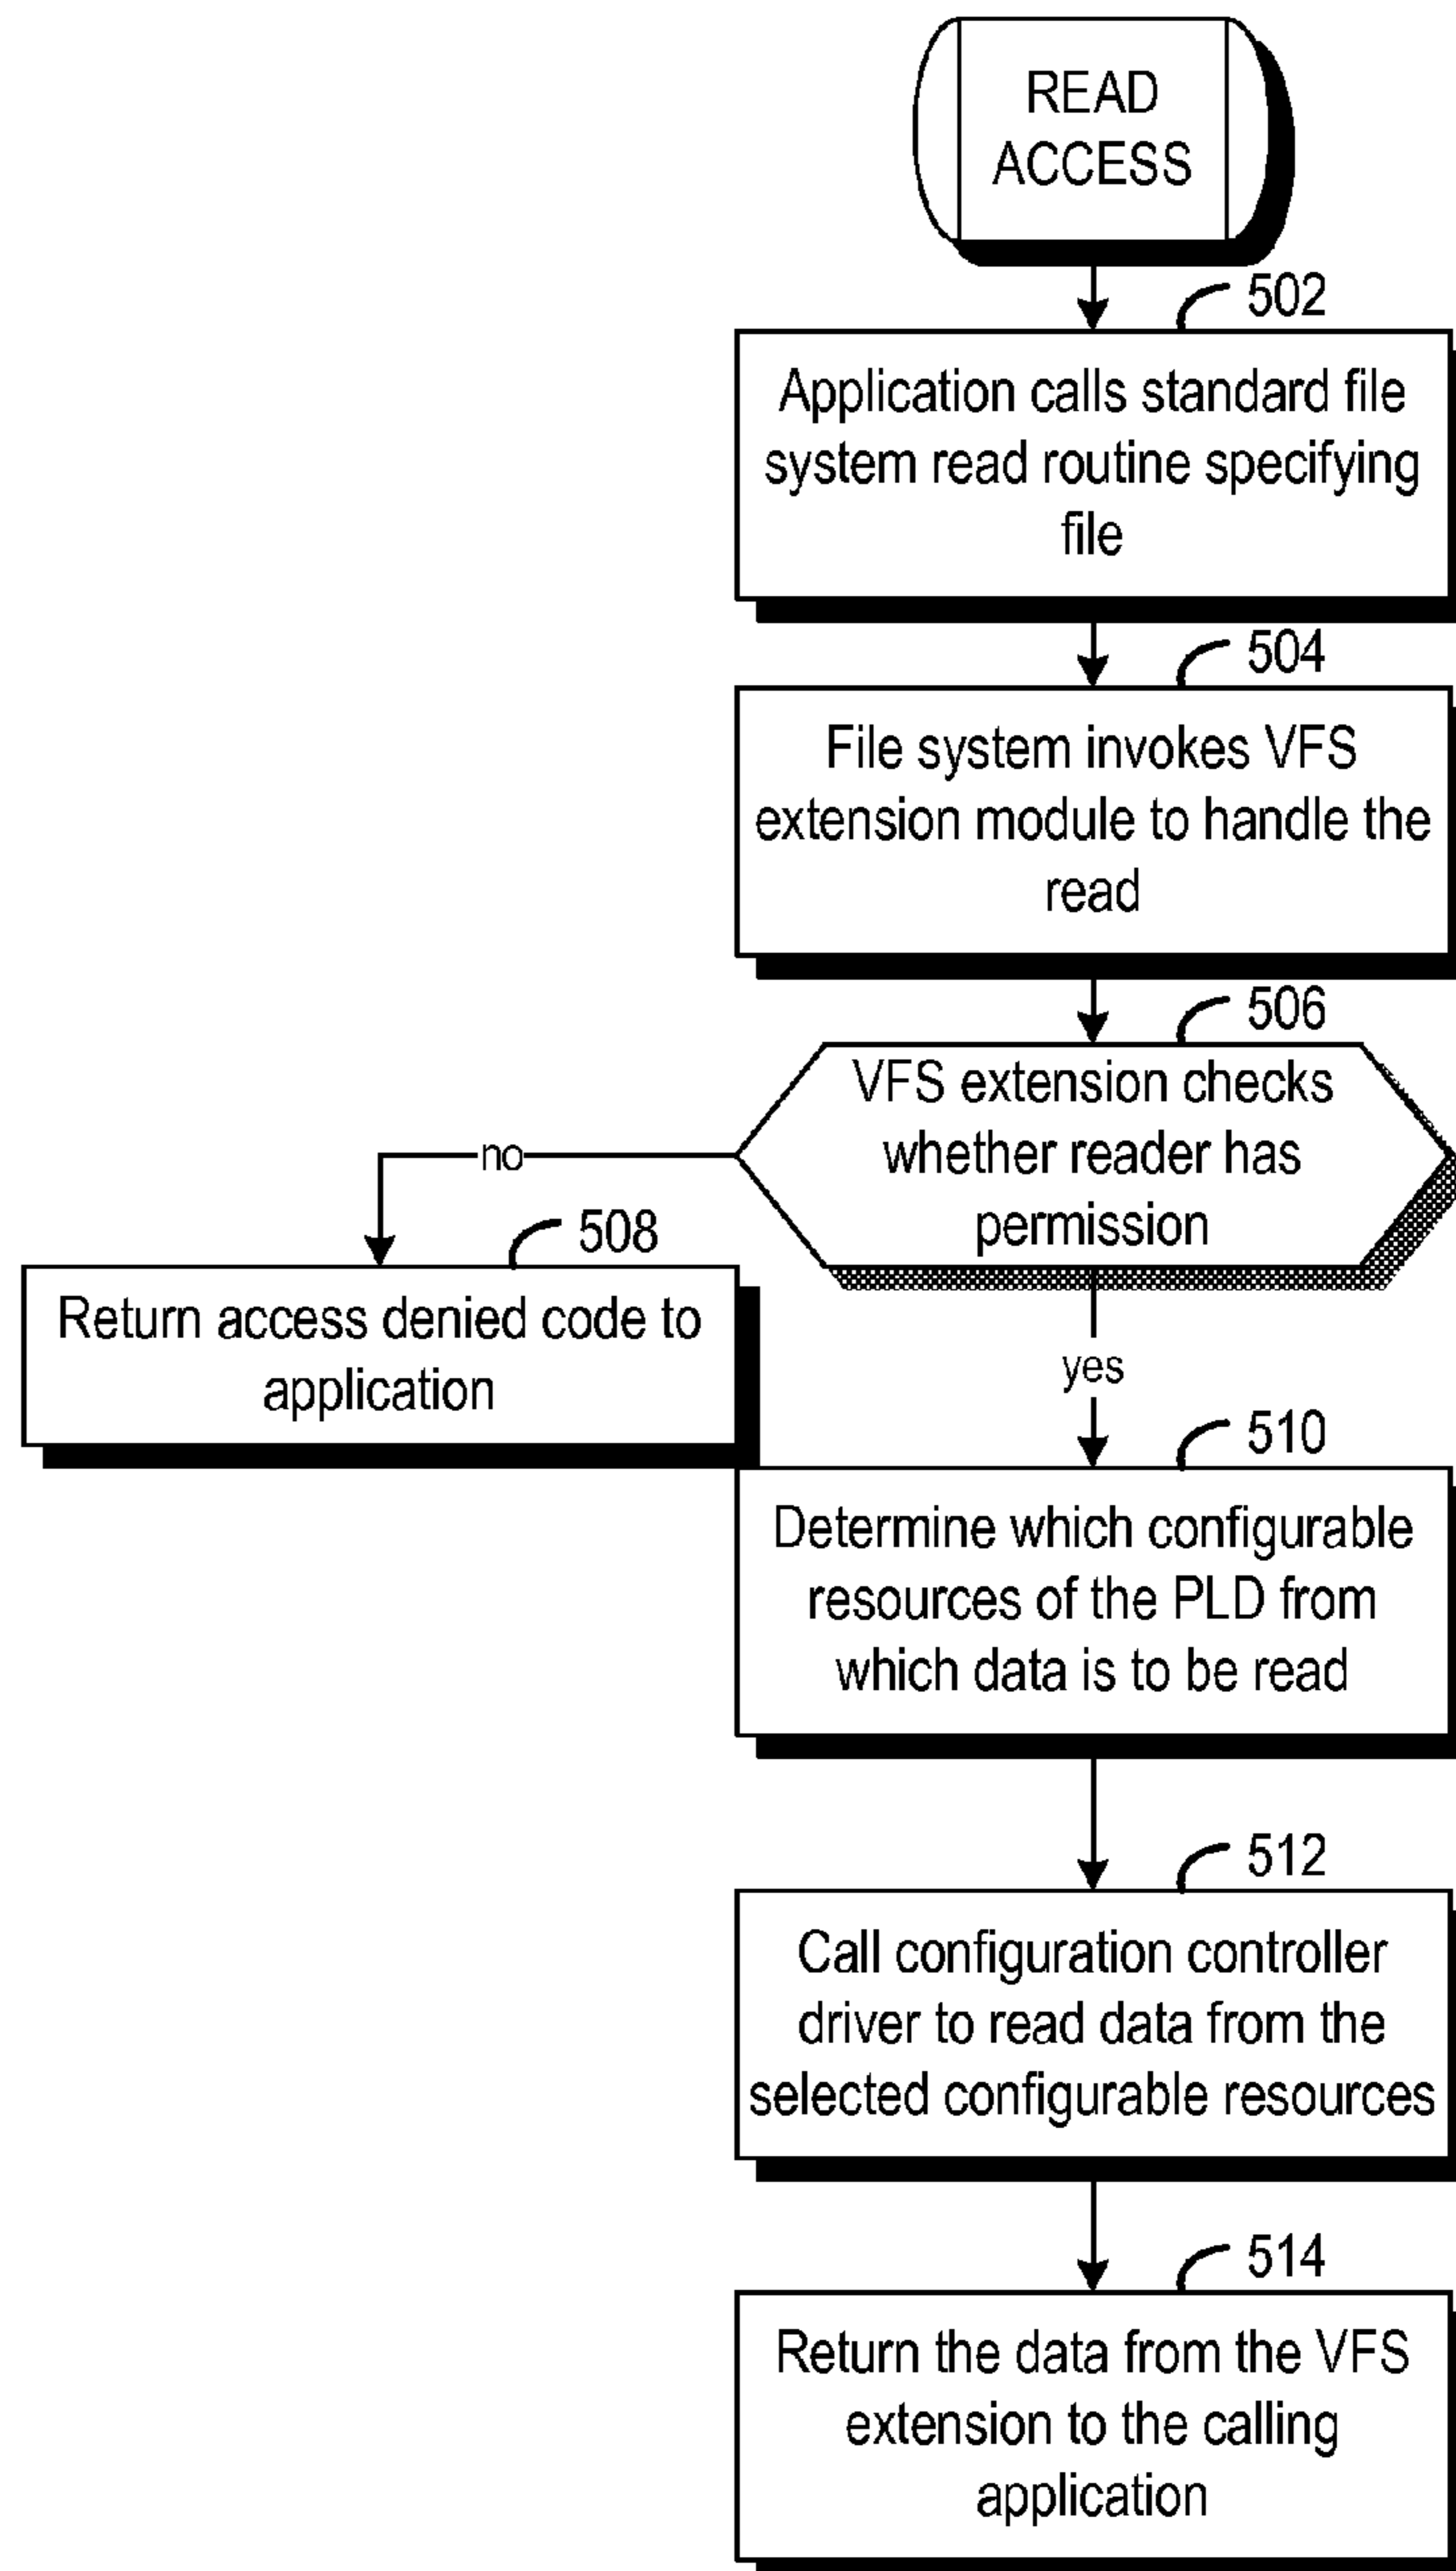 READ
ACCESS
502
Application calls standard file
system read routine specifying
file
504
File system invokes VFS
extension module to handle the
read
506
VFS extension checks
whether reader has
permission
no
508
Return access denied code to
application
yes
510
Determine which configurable
resources of the PLD from
which data is to be read
512
Call configuration controller
driver to read data from the
selected configurable resources
514
Return the data from the VFS
extension to the calling
application